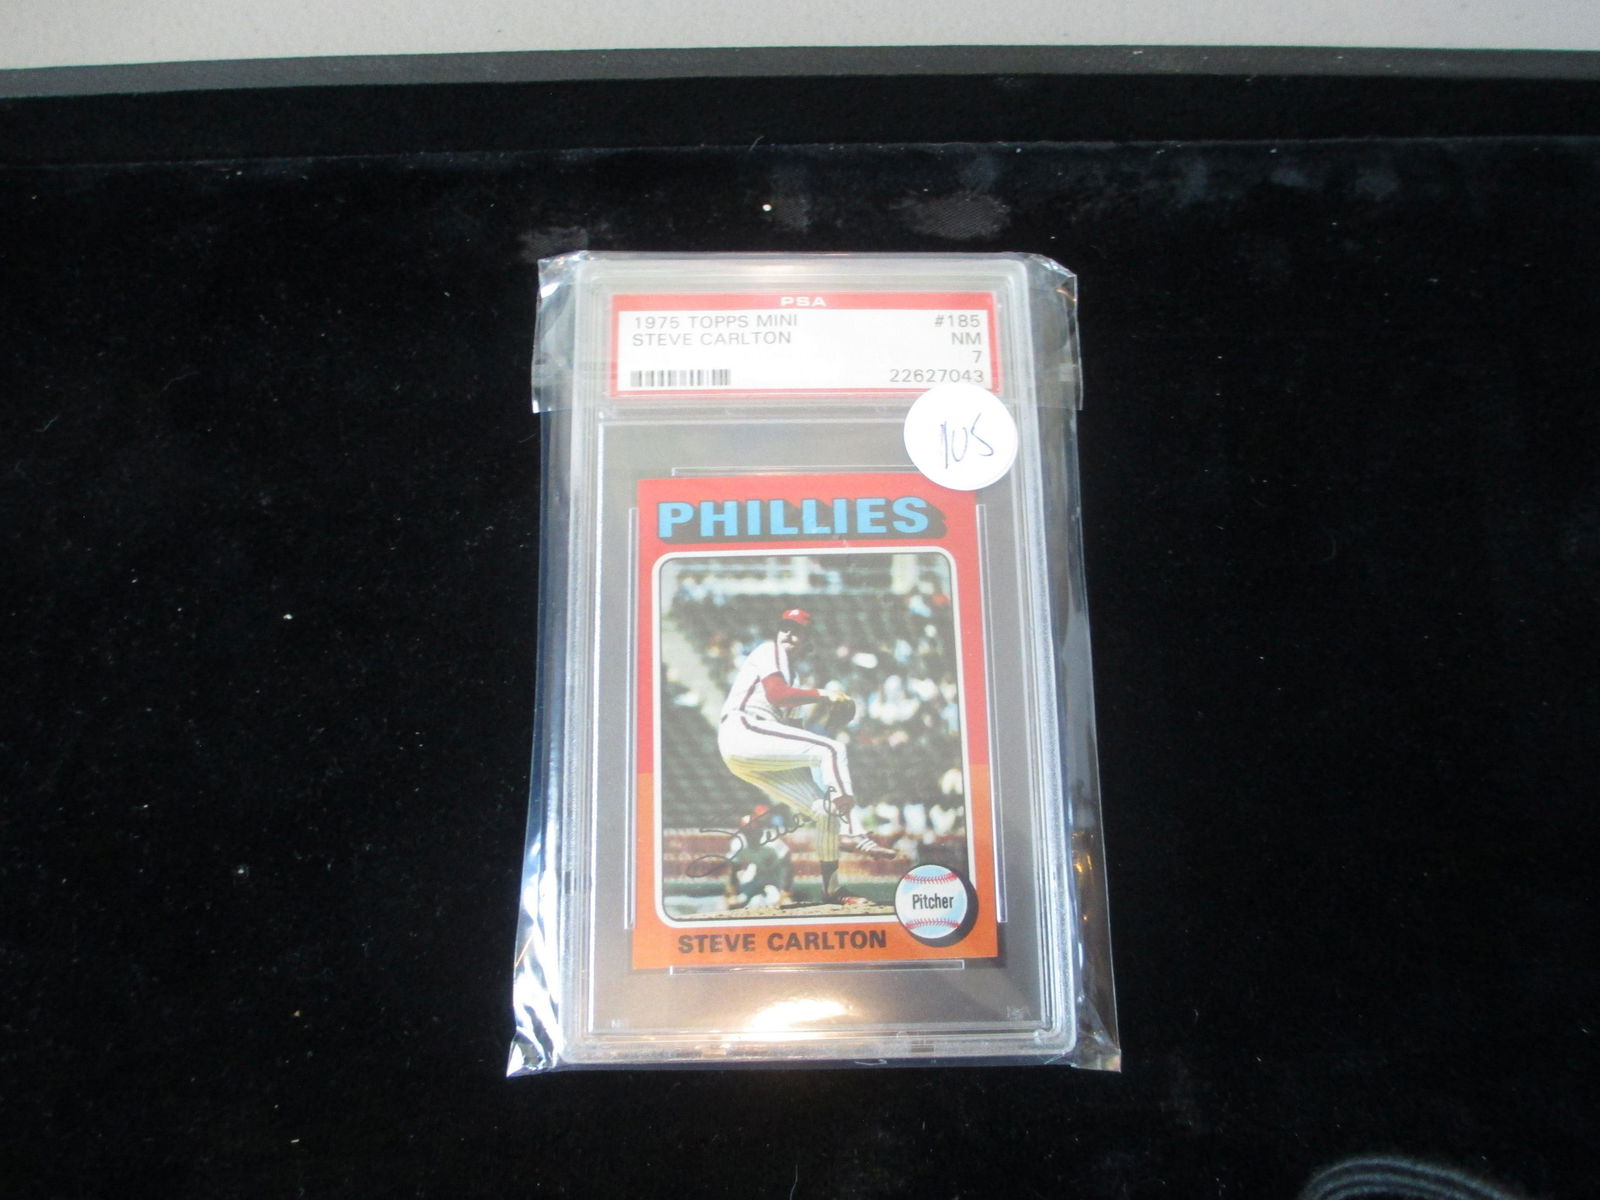 PSA
1975 TOPPS MINI #185
STEVE CARLTON NM
7
22627043
105
PHILLIES
Pitcher
STEVE CARLTON